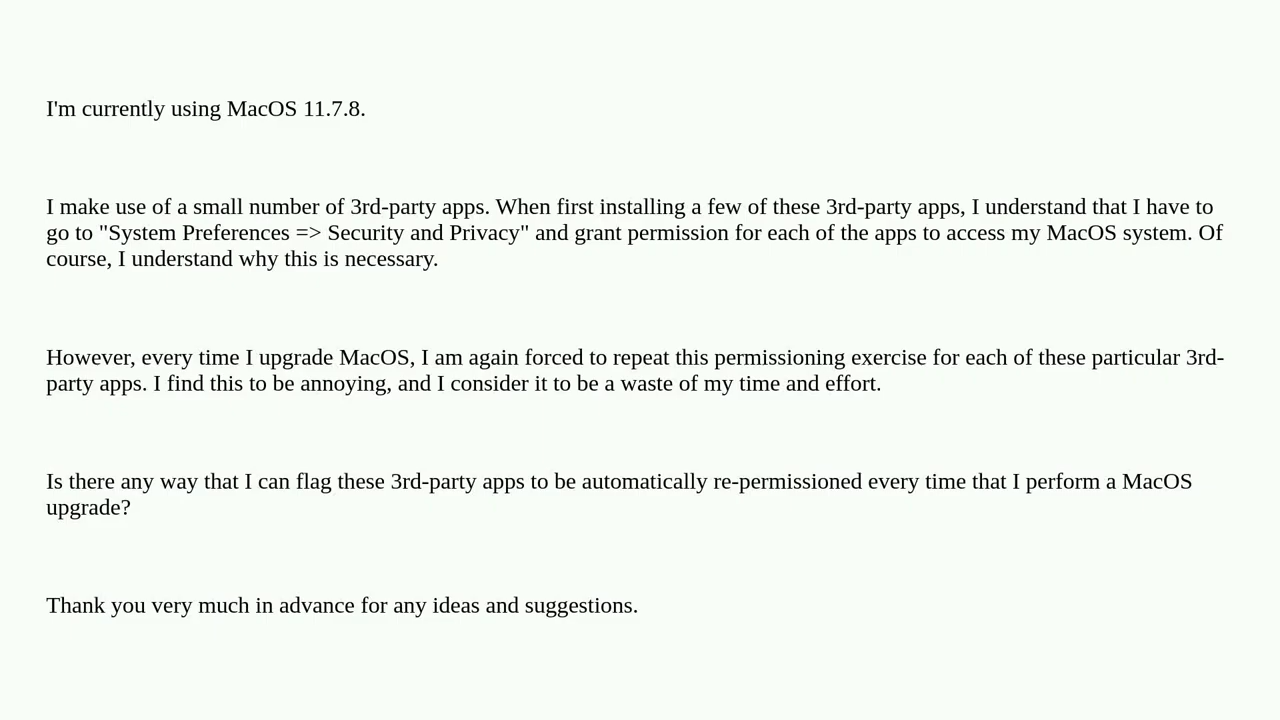 I'm currently using MacOS 11.7.8.
I make use of a small number of 3rd-party apps. When first installing a few of these 3rd-party apps, I understand that I have to
go to "System Preferences => Security and Privacy" and grant permission for each of the apps to access my MacOS system. Of
course, I understand why this is necessary.
However, every time I upgrade MacOS, I am again forced to repeat this permissioning exercise for each of these particular 3rd-
party apps. I find this to be annoying, and I consider it to be a waste of my time and effort.
Is there any way that I can flag these 3rd-party apps to be automatically re-permissioned every time that I perform a MacOS
upgrade?
Thank you very much in advance for any ideas and suggestions.